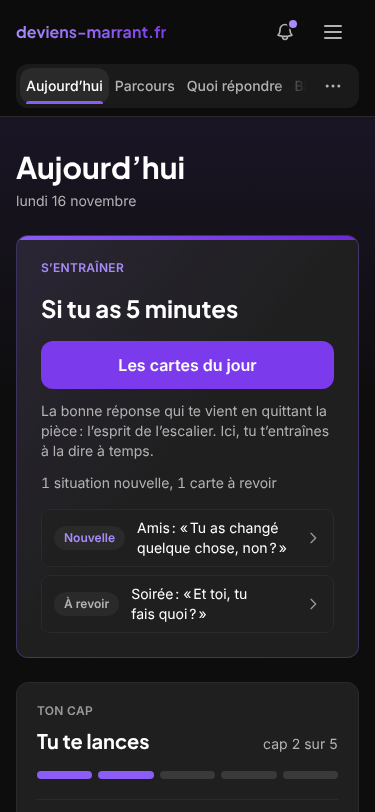 deviens-marrant.fr
Aujourd’hui Parcours Quoi répondre
Aujourd’hui
lundi 16 novembre
S’ENTRAÎNER
Si tu as 5 minutes
Les cartes du jour
La bonne réponse qui te vient en quittant la
pièce : l’esprit de l’escalier. Ici, tu t’entraînes
à la dire à temps.
1 situation nouvelle, 1 carte à revoir
Nouvelle
Amis : « Tu as changé
quelque chose, non ? »
À revoir
Soirée : « Et toi, tu
fais quoi ? »
TON CAP
Tu te lances
cap 2 sur 5